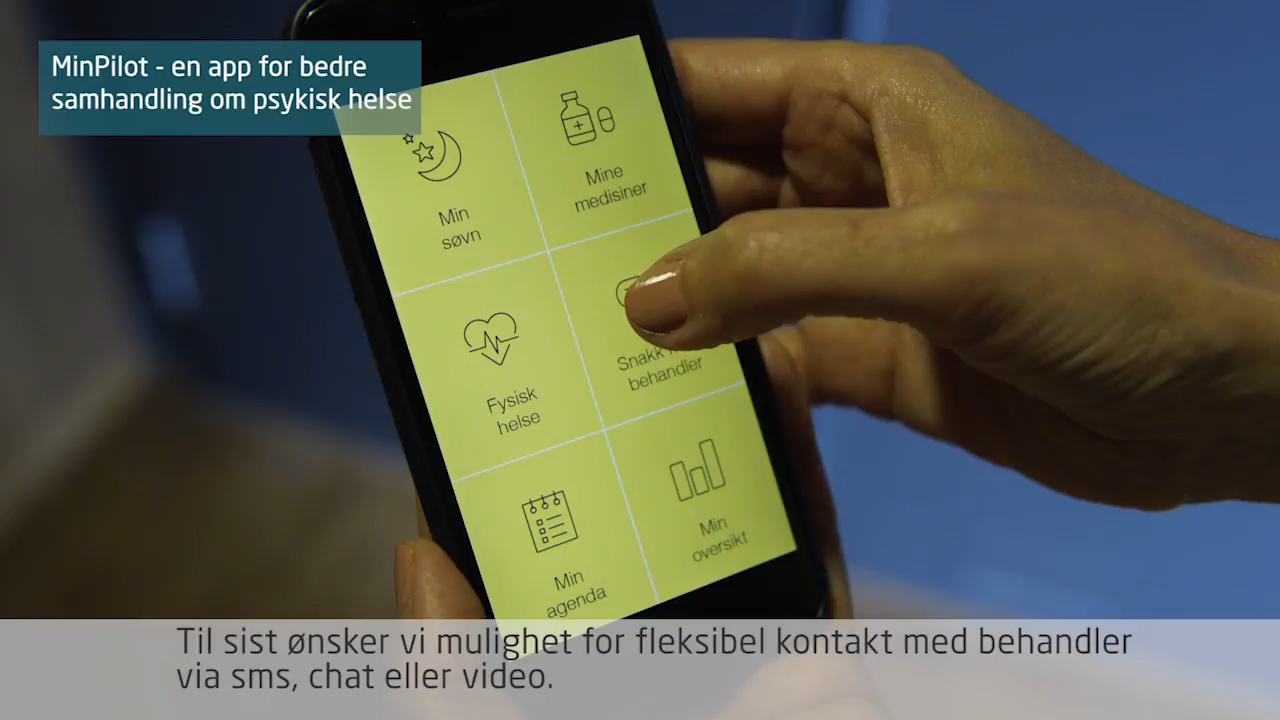 MinPilot - en app for bedre
samhandling om psykisk helse
Min
søvn
Mine
medisiner
Fysisk
helse
Snakk
behandler
Min
agenda
Min
oversikt
Til sist ønsker vi mulighet for fleksibel kontakt med behandler
via sms, chat eller video.